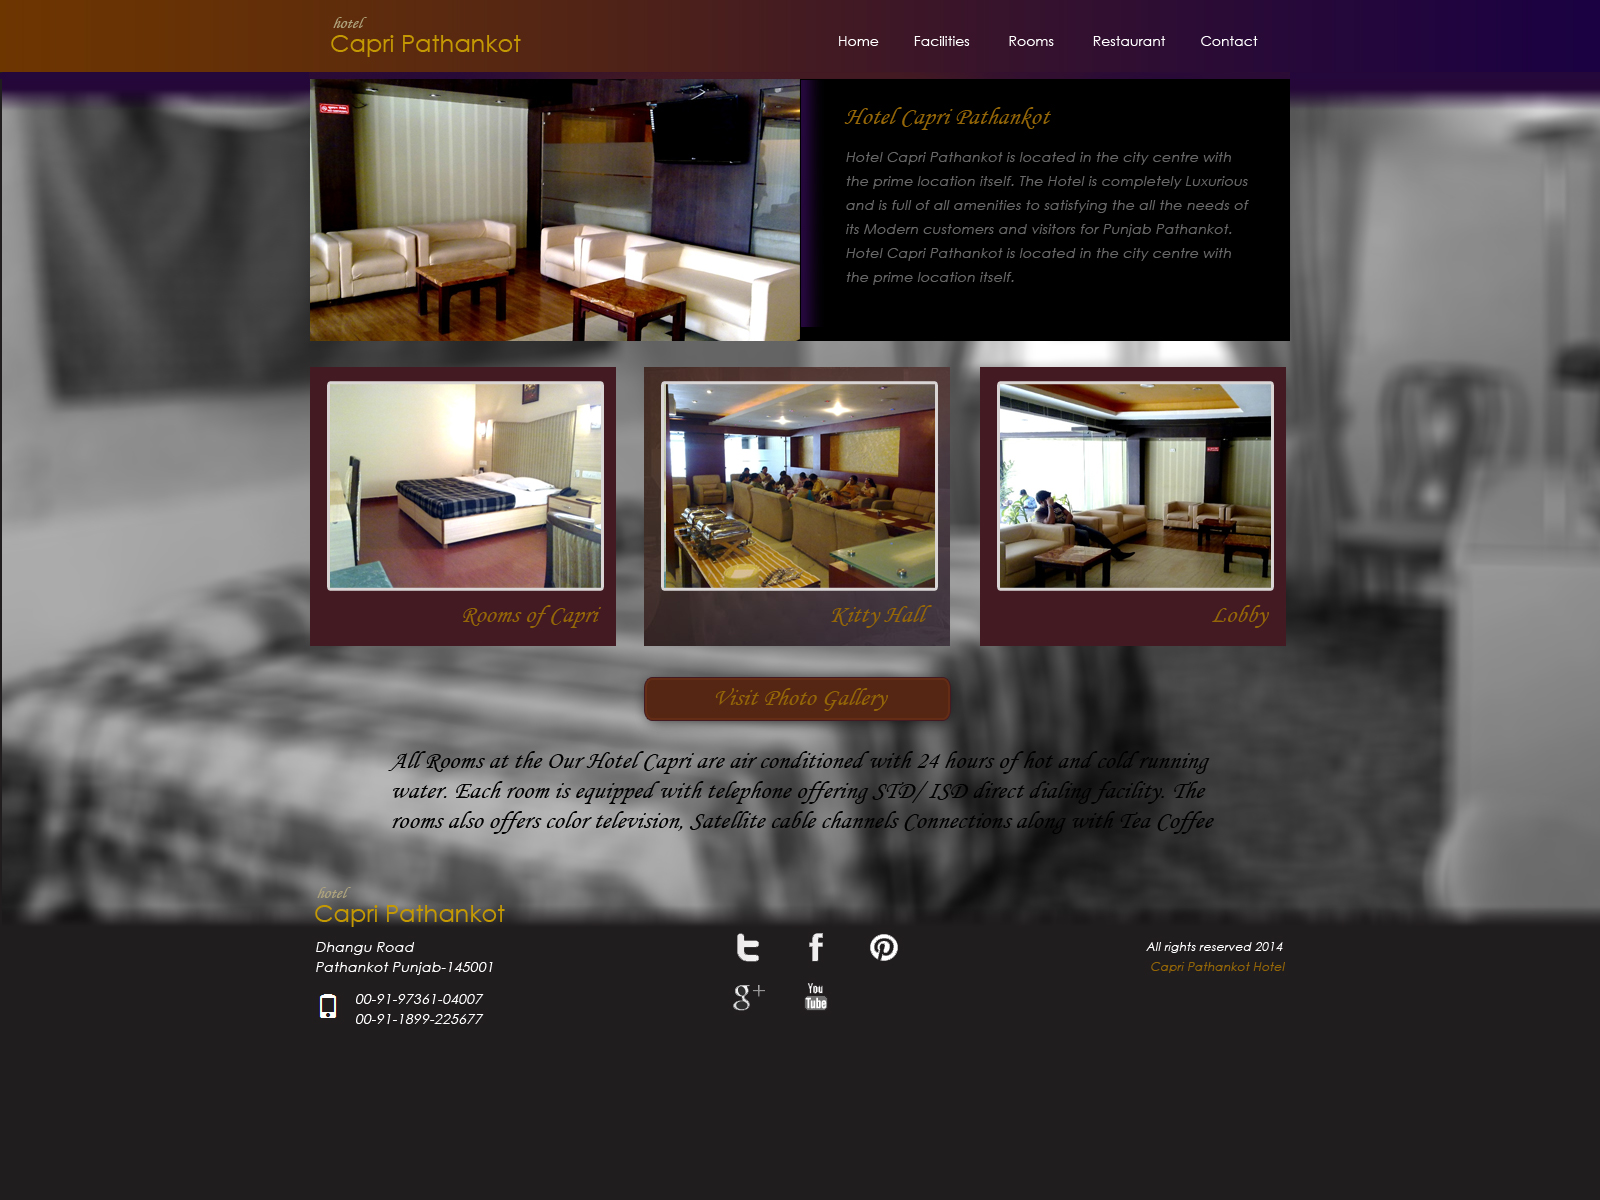 hotel
Capri Pathankot
Home Facilities Rooms Restaurant Contact
Hotel Capri Pathankot
Hotel Capri Pathankot is located in the city centre with
the prime location itself. The Hotel is completely Luxurious
and is full of all amenities to satisfying the all the needs of
its Modern customers and visitors for Punjab Pathankot.
Hotel Capri Pathankot is located in the city centre with
the prime location itself.
Rooms of Capri
Kitty Hall
Lobby
Visit Photo Gallery
All Rooms at the Our Hotel Capri are air conditioned with 24 hours of hot and cold running
water. Each room is equipped with telephone offering STD/ ISD direct dialing facility. The
rooms also offers color television, Satellite cable channels Connections along with Tea Coffee
hotel
Capri Pathankot
Dhangu Road
Pathankot Punjab-145001
00-91-97361-04007
00-91-1899-225677
g+
You
Tube
All rights reserved 2014
Capri Pathankot Hotel